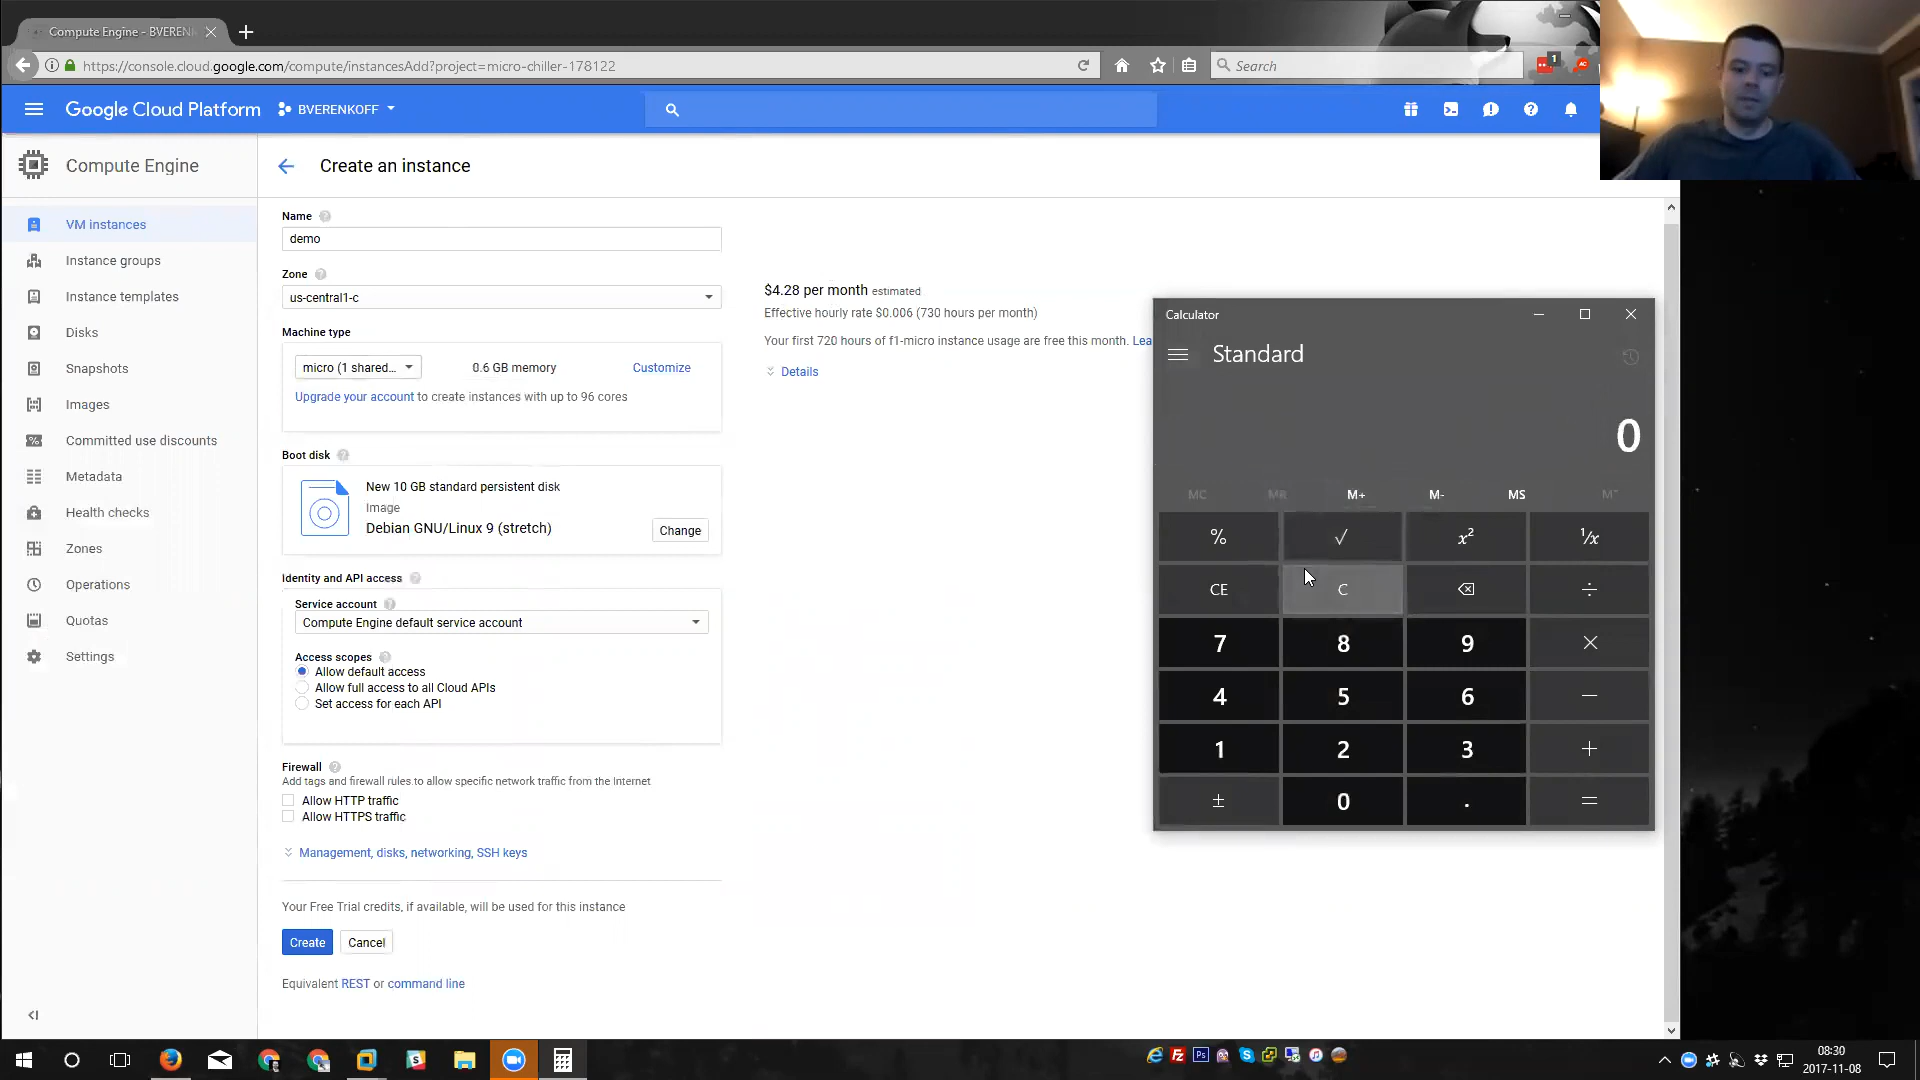 Compute Engine - BVEREN
https://console.cloud.google.com/compute/instancesAdd?project=micro-chiller-178122
Search
1
Google Cloud Platform
BVERENKOFF
Compute Engine
Create an instance
VM instances
Instance groups
Instance templates
Disks
Snapshots
Images
Committed use discounts
Metadata
Health checks
Zones
Operations
Quotas
Settings
Name
demo
Zone
us-central1-c
Machine type
micro (1 shared...
0.6 GB memory
Customize
Upgrade your account to create instances with up to 96 cores
Boot disk
New 10 GB standard persistent disk
Image
Debian GNU/Linux 9 (stretch)
Change
Identity and API access
Service account
Compute Engine default service account
Access scopes
Allow default access
Allow full access to all Cloud APIs
Set access for each API
Firewall
Add tags and firewall rules to allow specific network traffic from the Internet
Allow HTTP traffic
Allow HTTPS traffic
Management, disks, networking, SSH keys
Your Free Trial credits, if available, will be used for this instance
Create
Cancel
Equivalent REST or command line
$4.28 per month estimated
Effective hourly rate $0.006 (730 hours per month)
Your first 720 hours of f1-micro instance usage are free this month. Lea
Details
Calculator
Standard
0
MC MR M+ M- MS M˅
% √ x² ¹/x
CE C ÷
7 8 9 ×
4 5 6 −
1 2 3 +
± 0 . =
08:30
2017-11-08